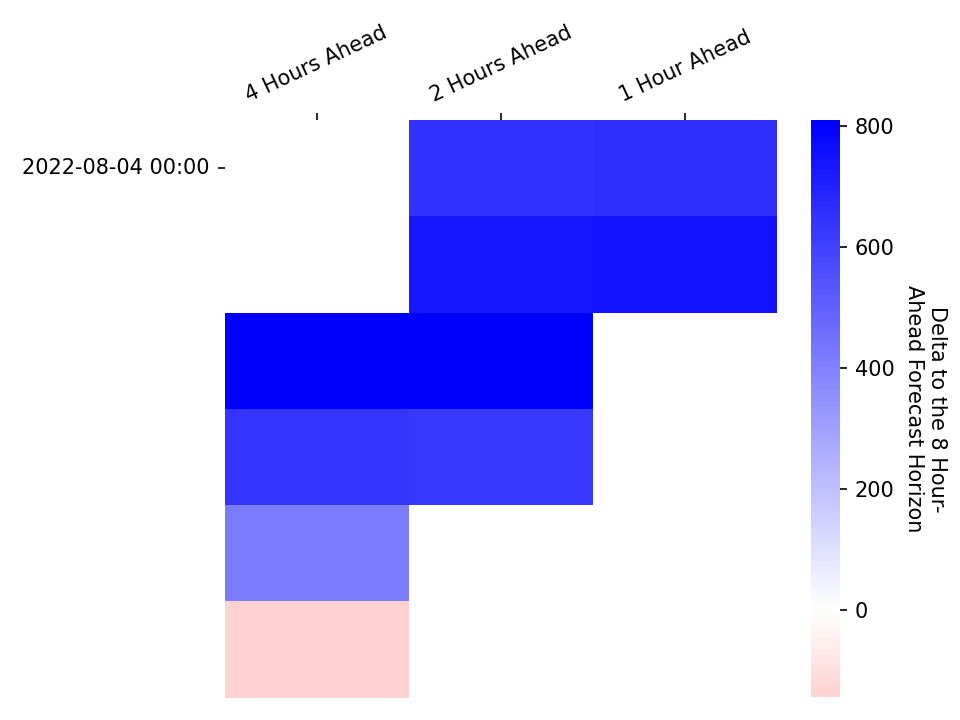 4 Hours Ahead
2 Hours Ahead
1 Hour Ahead
2022-08-04 00:00
800
600
400
200
0
Delta to the 8 Hour-
Ahead Forecast Horizon